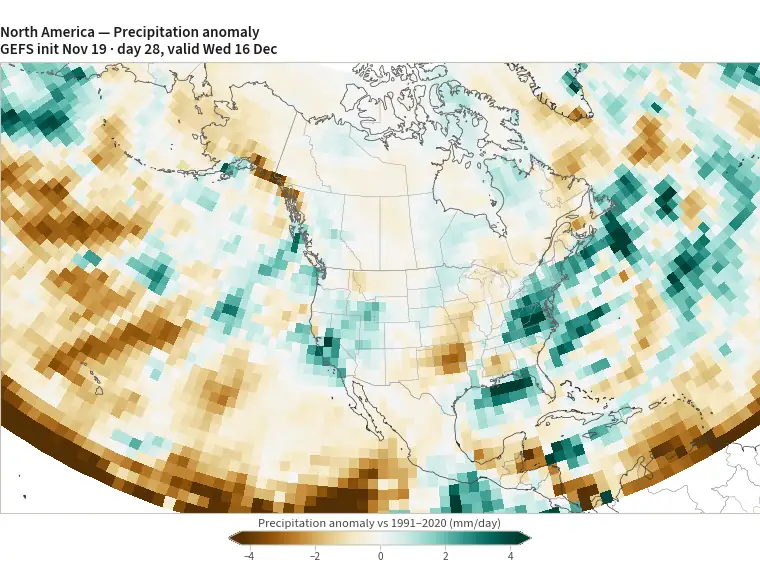 North America — Precipitation anomaly
GEFS init Nov 19 · day 28, valid Wed 16 Dec
Precipitation anomaly vs 1991–2020 (mm/day)
−4 −2 0 2 4